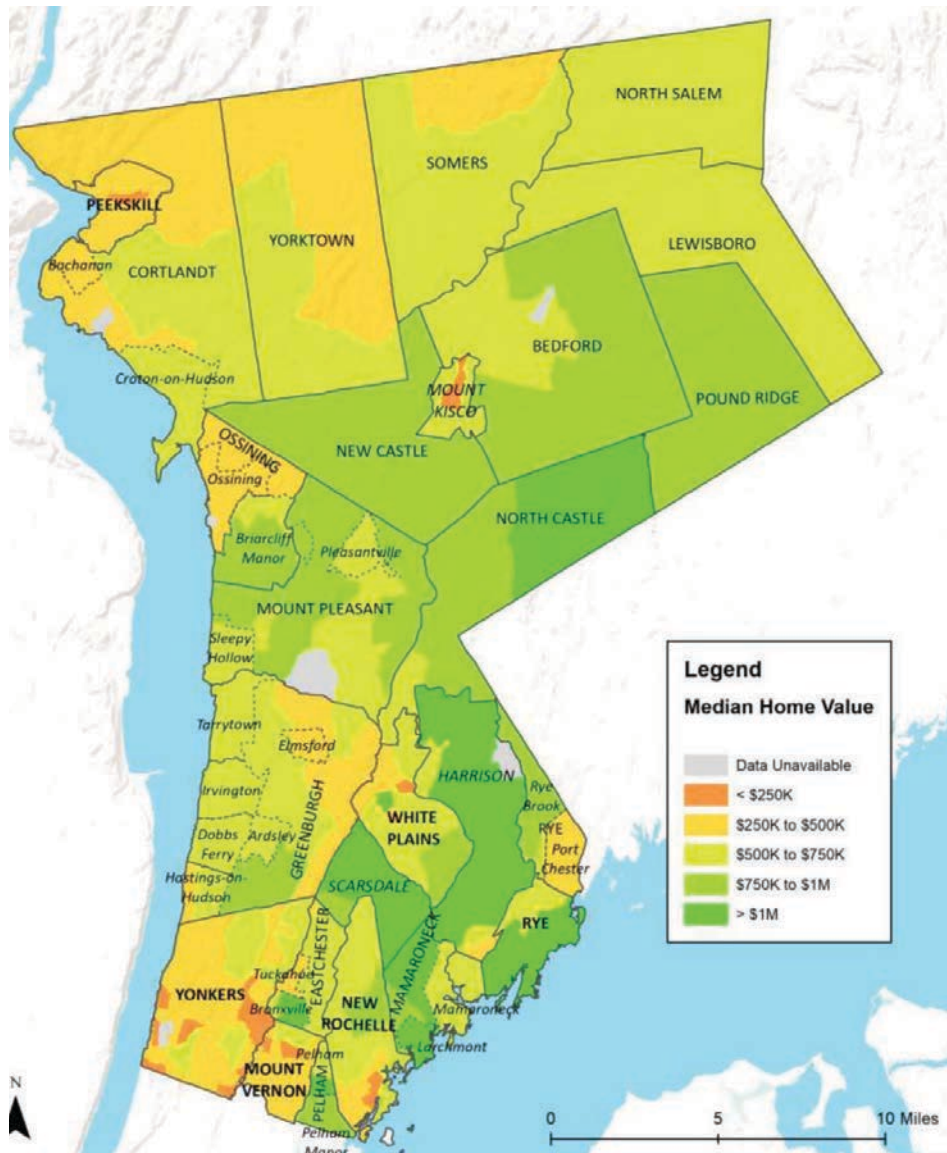 NORTH SALEM
SOMERS
PEEKSKILL
YORKTOWN
LEWISBORO
Buchanan
CORTLANDT
BEDFORD
Croton-on-Hudson
MOUNT
KISCO
POUND RIDGE
OSSINING
NEW CASTLE
Ossining
NORTH CASTLE
Briarcliff
Manor
Pleasantville
MOUNT PLEASANT
Sleepy
Hollow
Tarrytown
Elmsford
HARRISON
Irvington
GREENBURGH
WHITE
PLAINS
Rye
Brook
RYE
Port
Chester
Dobbs
Ferry
Ardsley
Hastings-on-
Hudson
SCARSDALE
RYE
EASTCHESTER
MAMARONECK
Tuckahoe
YONKERS
Bronxville
NEW
ROCHELLE
Mamaroneck
Larchmont
Pelham
MOUNT
VERNON
PELHAM
Pelham
Manor
Legend
Median Home Value
Data Unavailable
< $250K
$250K to $500K
$500K to $750K
$750K to $1M
> $1M
N
0 5 10 Miles